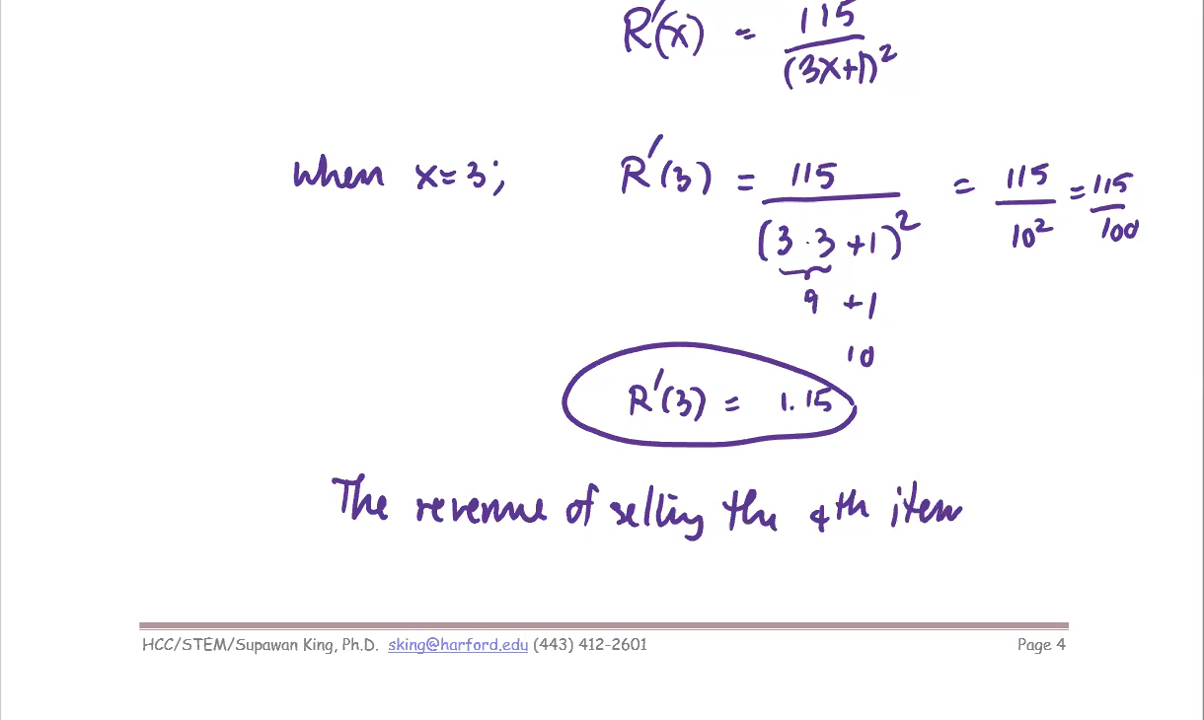 R'(x) = 115/(3x+1)²
When x=3; R'(3) = 115/(3·3+1)² = 115/10² = 115/100
9 +1
10
R'(3) = 1.15
The revenue of selling the 4th item
HCC/STEM/Supawan King, Ph.D. sking@harford.edu (443) 412-2601 Page 4